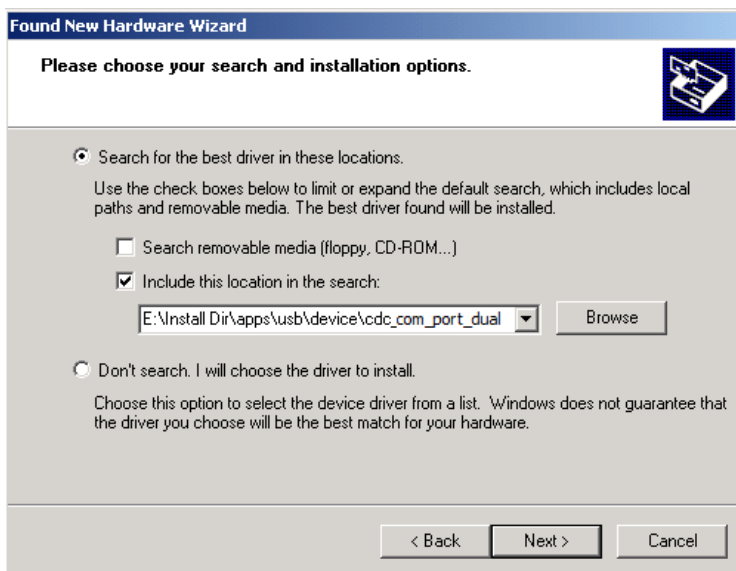 Found New Hardware Wizard
Please choose your search and installation options.
Search for the best driver in these locations.
Use the check boxes below to limit or expand the default search, which includes local
paths and removable media. The best driver found will be installed.
Search removable media (floppy, CD-ROM...)
Include this location in the search:
E:\Install Dir\apps\usb\device\cdc_com_port_dual
Browse
Don't search. I will choose the driver to install.
Choose this option to select the device driver from a list.  Windows does not guarantee that
the driver you choose will be the best match for your hardware.
< Back
Next >
Cancel